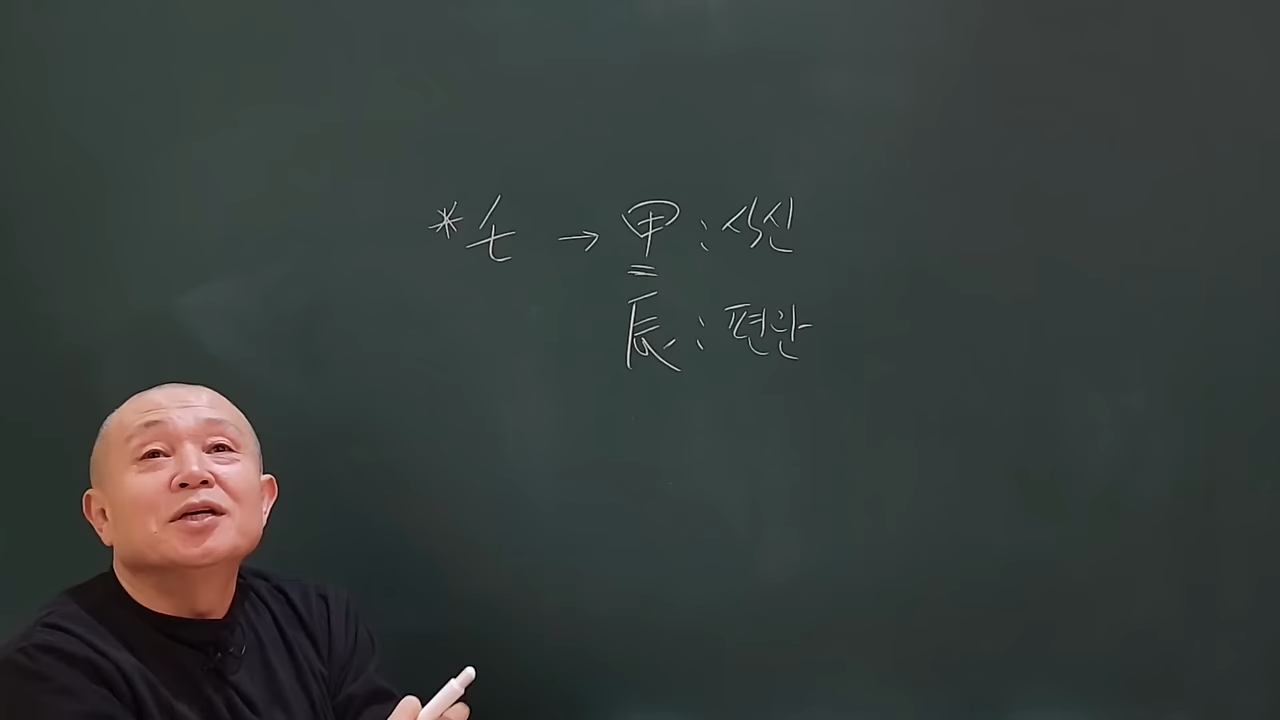 *壬 → 甲 : 식신
辰 : 편관